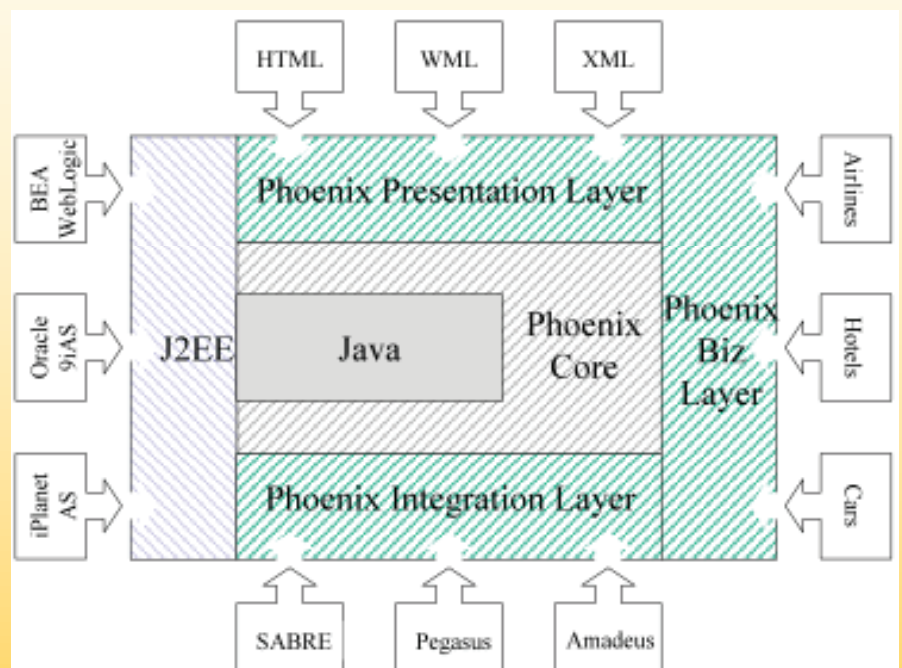 HTML
WML
XML
BEA
WebLogic
Phoenix Presentation Layer
Airlines
Oracle
9iAS
J2EE
Java
Phoenix
Core
Phoenix
Biz
Layer
Hotels
iPlanet
AS
Phoenix Integration Layer
Cars
SABRE
Pegasus
Amadeus